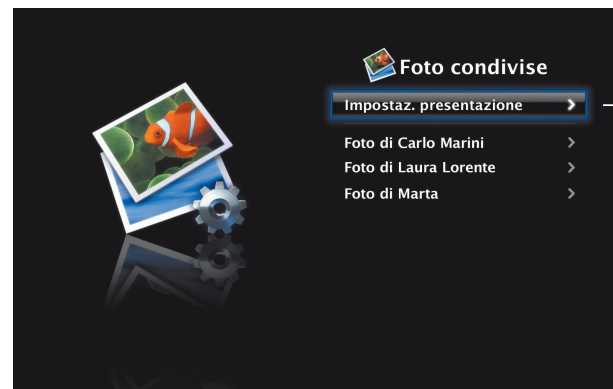 Foto condivise
Impostaz. presentazione
Foto di Carlo Marini
Foto di Laura Lorente
Foto di Marta